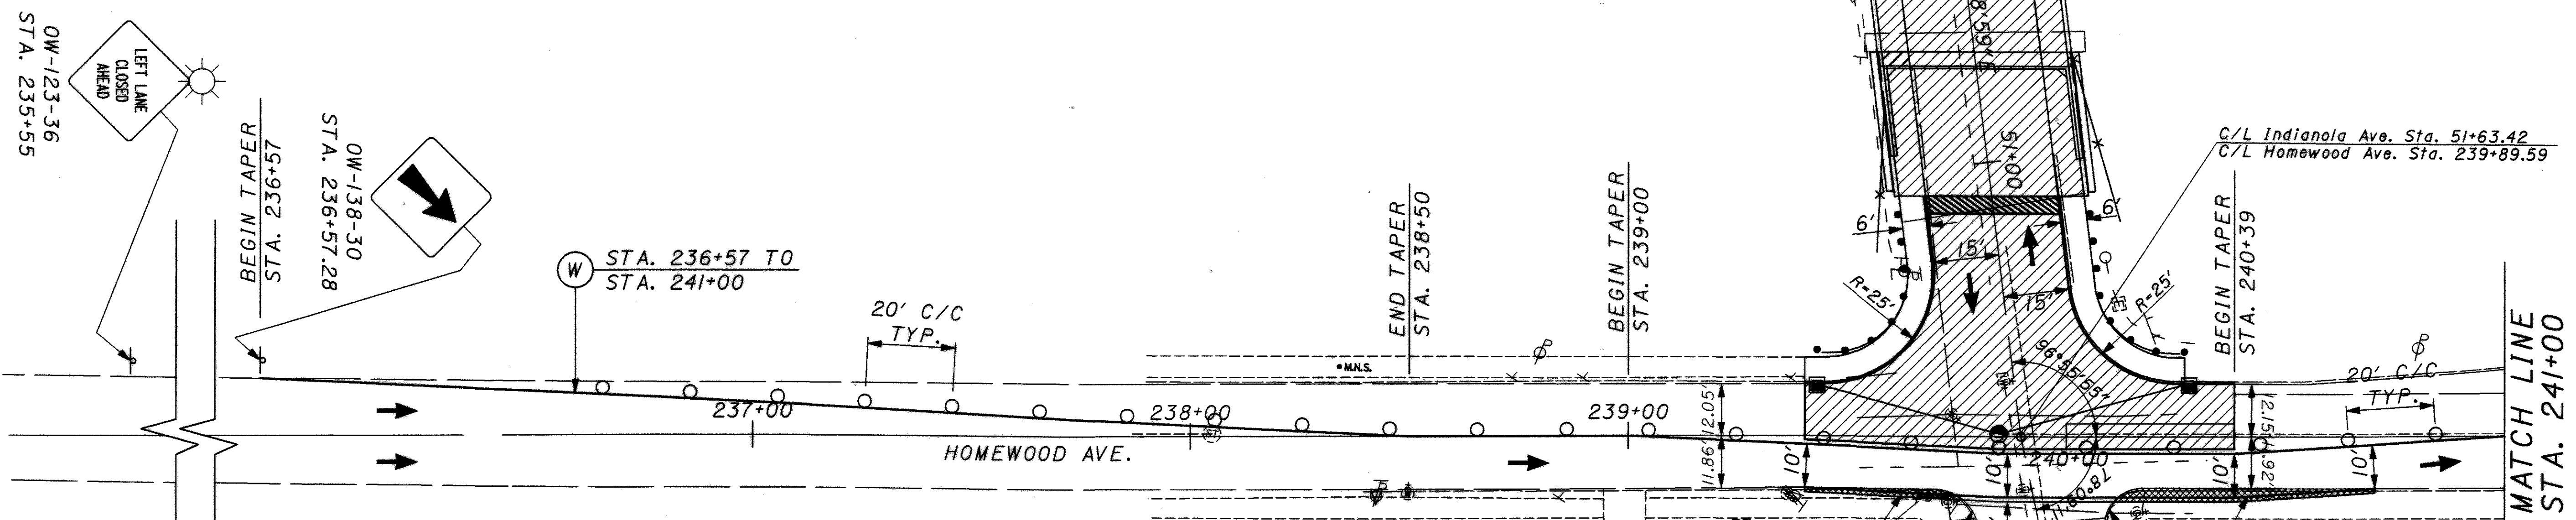 OW-123-36
STA. 235+55
LEFT LANE
CLOSED
AHEAD
BEGIN TAPER
STA. 236+57
OW-138-30
STA. 236+57.28
W
STA. 236+57 TO
STA. 241+00
20' C/C
TYP.
237+00
238+00
ST
HOMEWOOD AVE.
M.N.S.
END TAPER
STA. 238+50
BEGIN TAPER
STA. 239+00
239+00
12.05'
11.86'
10'
51+00
6'
6'
15'
15'
R=25'
R=25'
96°55'55"
240+00
10'
10'
10'
C/L Indianola Ave. Sta. 51+63.42
C/L Homewood Ave. Sta. 239+89.59
BEGIN TAPER
STA. 240+39
12.15'
20' C/C
TYP.
MATCH LINE
STA. 241+00